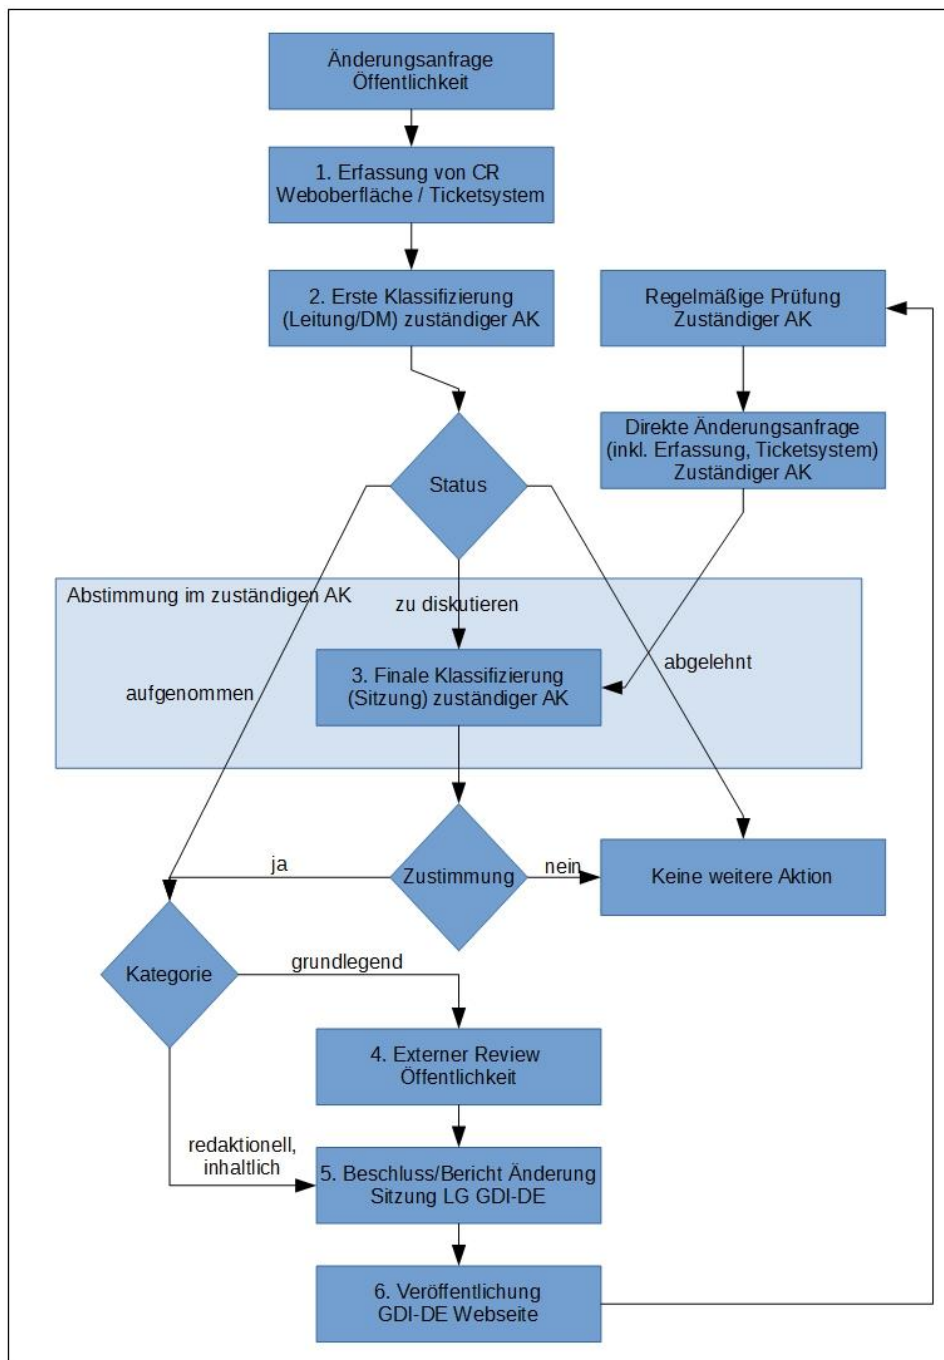 Änderungsanfrage
Öffentlichkeit
1. Erfassung von CR
Weboberfläche / Ticketsystem
2. Erste Klassifizierung
(Leitung/DM) zuständiger AK
Regelmäßige Prüfung
Zuständiger AK
Direkte Änderungsanfrage
(inkl. Erfassung, Ticketsystem)
Zuständiger AK
Status
Abstimmung im zuständigen AK
zu diskutieren
3. Finale Klassifizierung
(Sitzung) zuständiger AK
abgelehnt
aufgenommen
ja
Zustimmung
nein
Keine weitere Aktion
Kategorie
grundlegend
4. Externer Review
Öffentlichkeit
redaktionell,
inhaltlich
5. Beschluss/Bericht Änderung
Sitzung LG GDI-DE
6. Veröffentlichung
GDI-DE Webseite